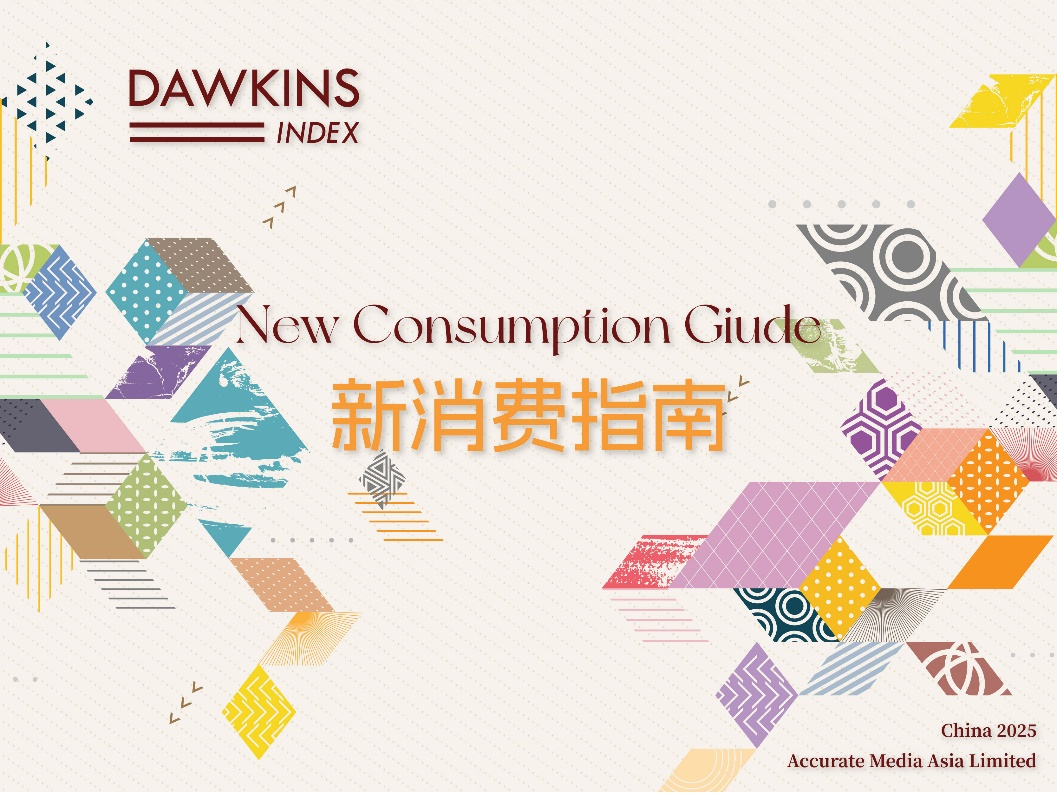 DAWKINS
INDEX
New Consumption Giude
新消费指南
China 2025
Accurate Media Asia Limited